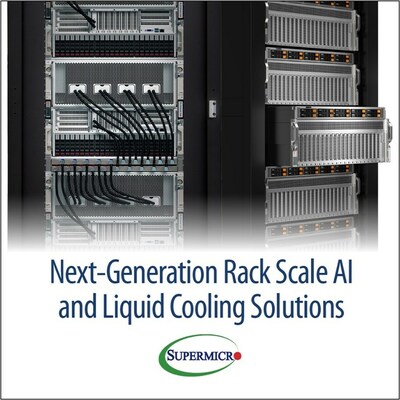 Next-Generation Rack Scale AI
and Liquid Cooling Solutions
SUPERMICRO